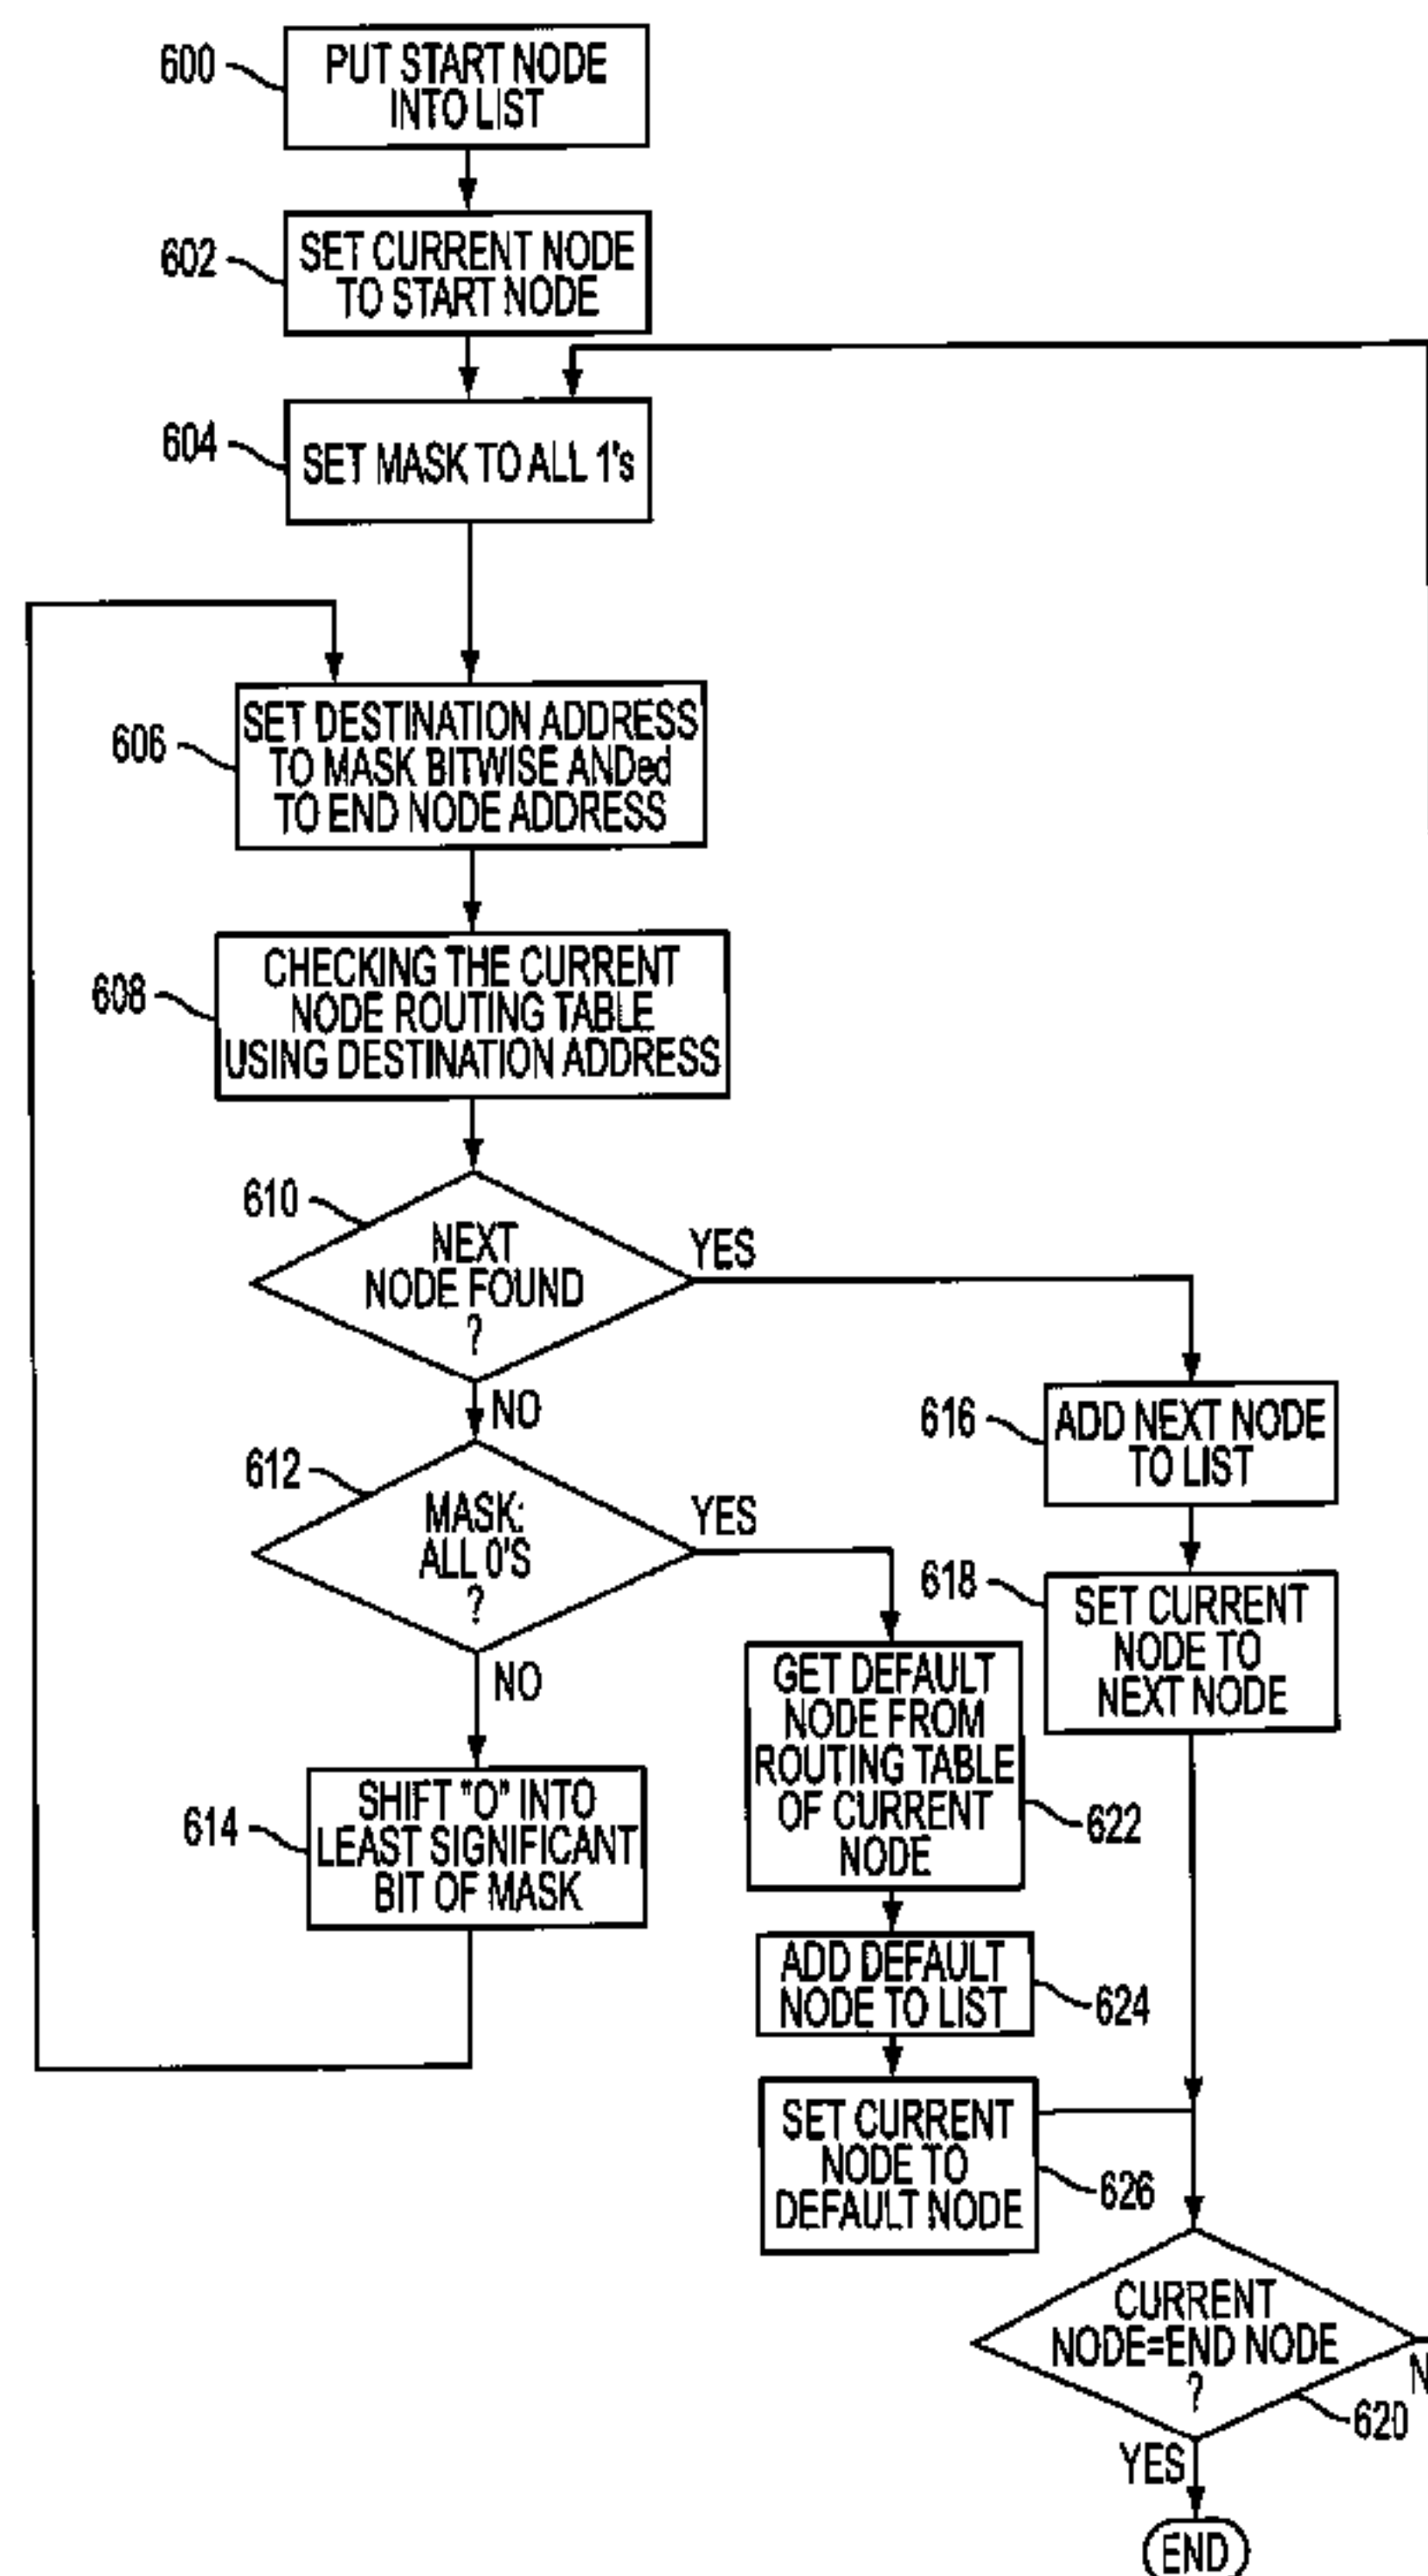 600
PUT START NODE
INTO LIST
602
SET CURRENT NODE
TO START NODE
604
SET MASK TO ALL 1's
606
SET DESTINATION ADDRESS
TO MASK BITWISE ANDed
TO END NODE ADDRESS
608
CHECKING THE CURRENT
NODE ROUTING TABLE
USING DESTINATION ADDRESS
610
NEXT
NODE FOUND
?
YES
NO
616
ADD NEXT NODE
TO LIST
612
MASK:
ALL 0'S
?
YES
NO
618
SET CURRENT
NODE TO
NEXT NODE
GET DEFAULT
NODE FROM
ROUTING TABLE
OF CURRENT
NODE
622
614
SHIFT "O" INTO
LEAST SIGNIFICANT
BIT OF MASK
ADD DEFAULT
NODE TO LIST
624
SET CURRENT
NODE TO
DEFAULT NODE
626
CURRENT
NODE=END NODE
?
620
YES
END